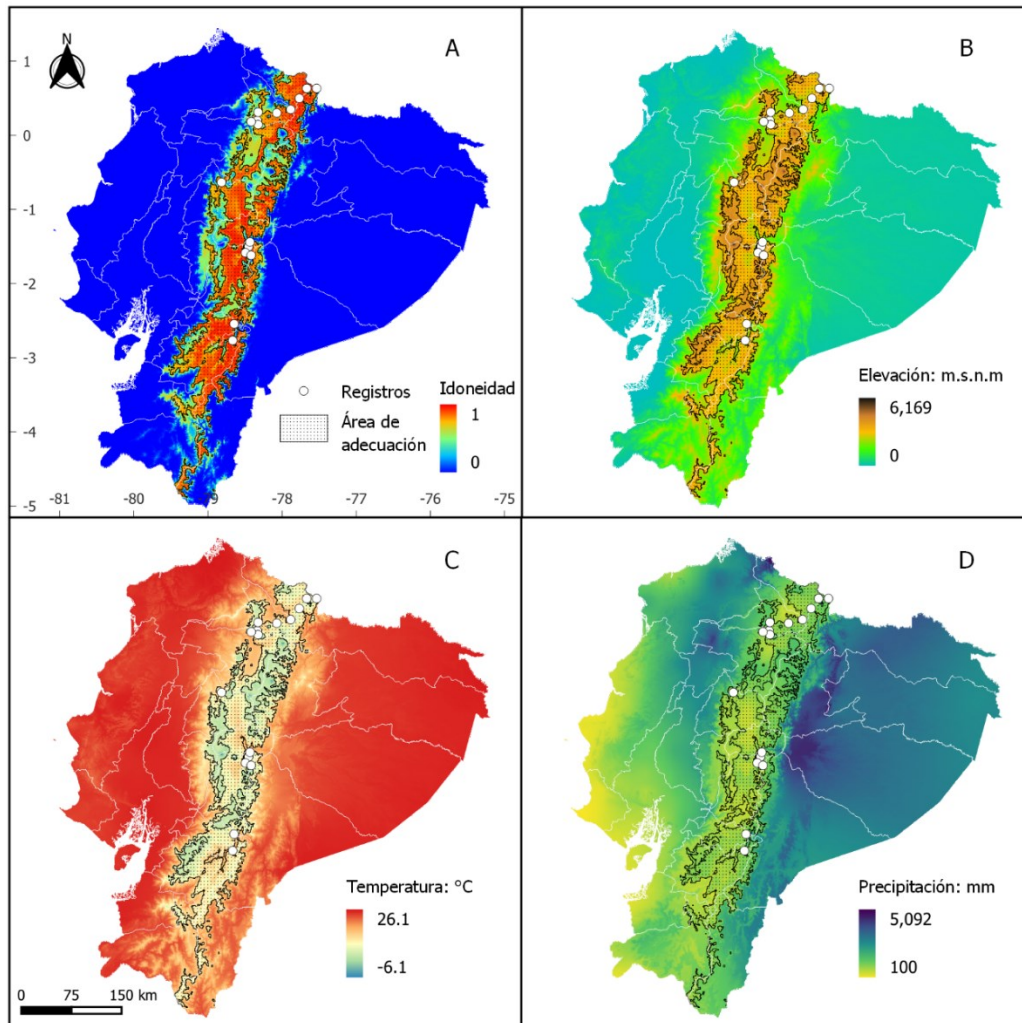 N
A
1
0
-1
-2
-3
-4
-5
-81
-80
-79
-78
-77
-76
-75
Registros
Área de
adecuación
Idoneidad
1
0
B
Elevación: m.s.n.m
6,169
0
C
Temperatura: °C
26.1
-6.1
0 75 150 km
D
Precipitación: mm
5,092
100